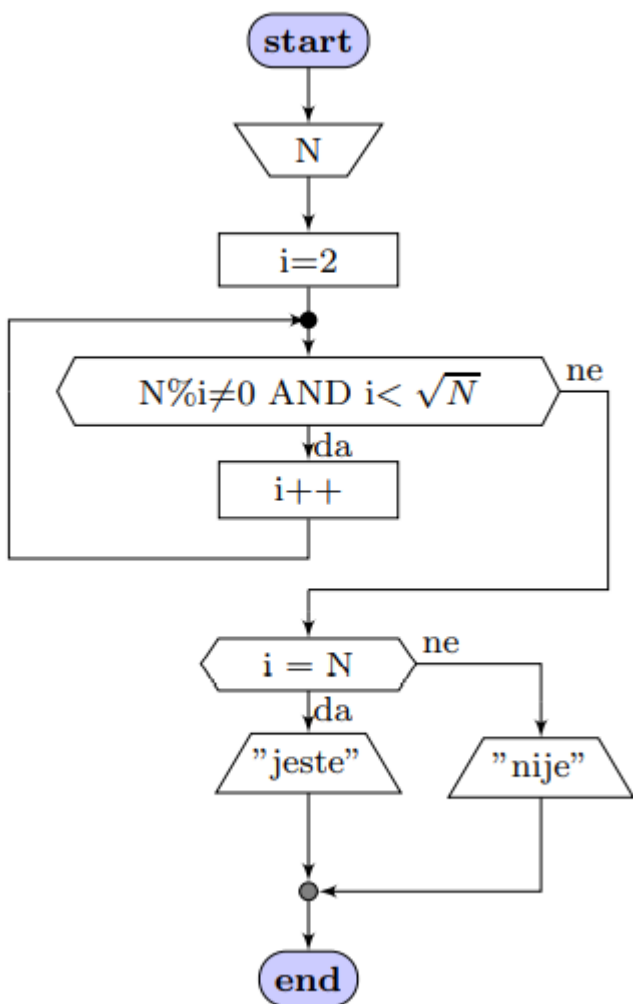 start
N
i=2
N%i≠0 AND i< √N
ne
da
i++
i = N
ne
da
"jeste"
"nije"
end